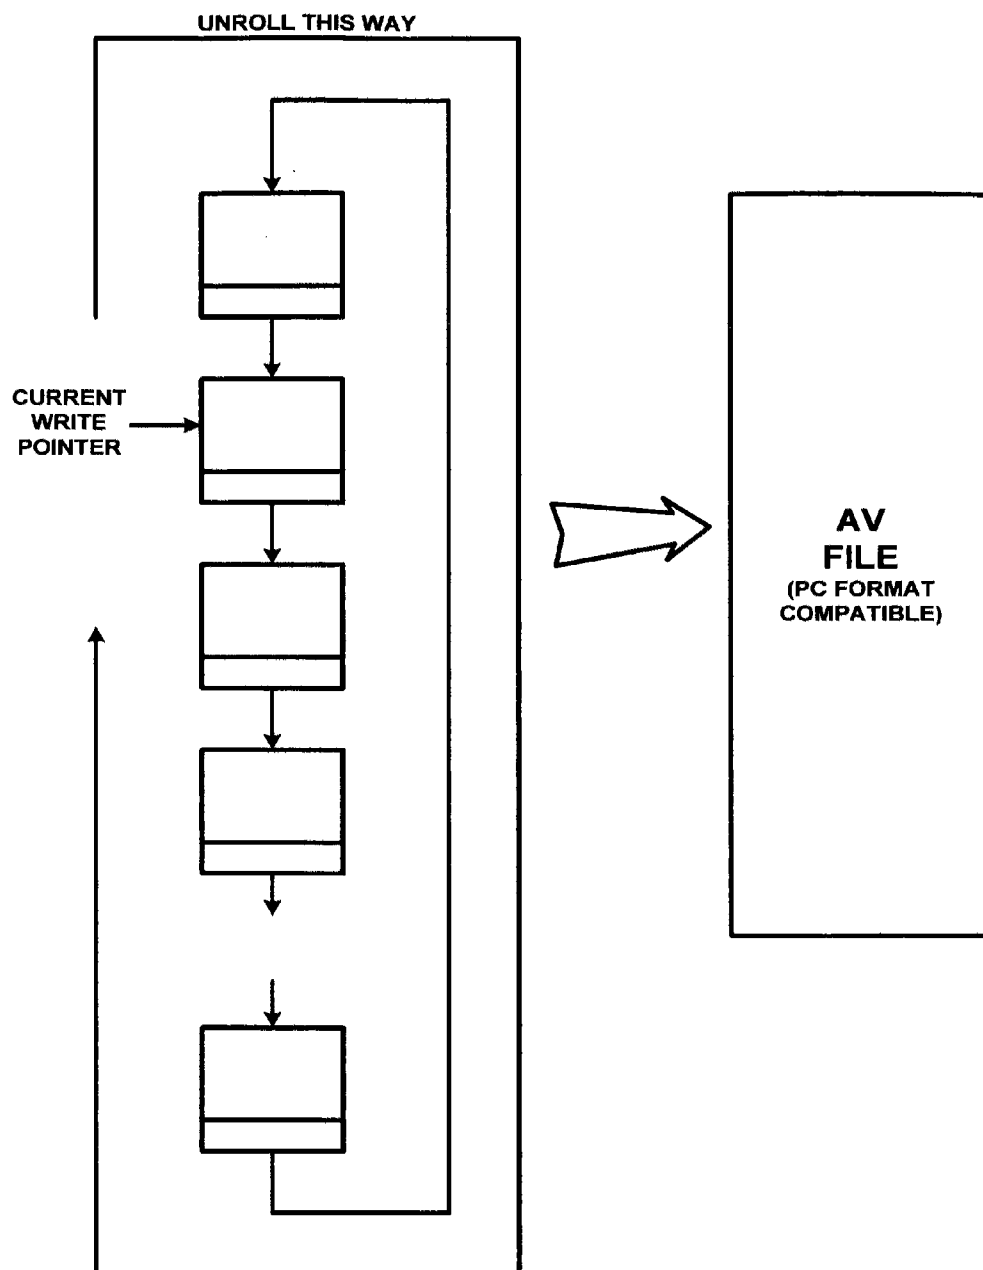 UNROLL THIS WAY
CURRENT
WRITE
POINTER
AV
FILE
(PC FORMAT
COMPATIBLE)